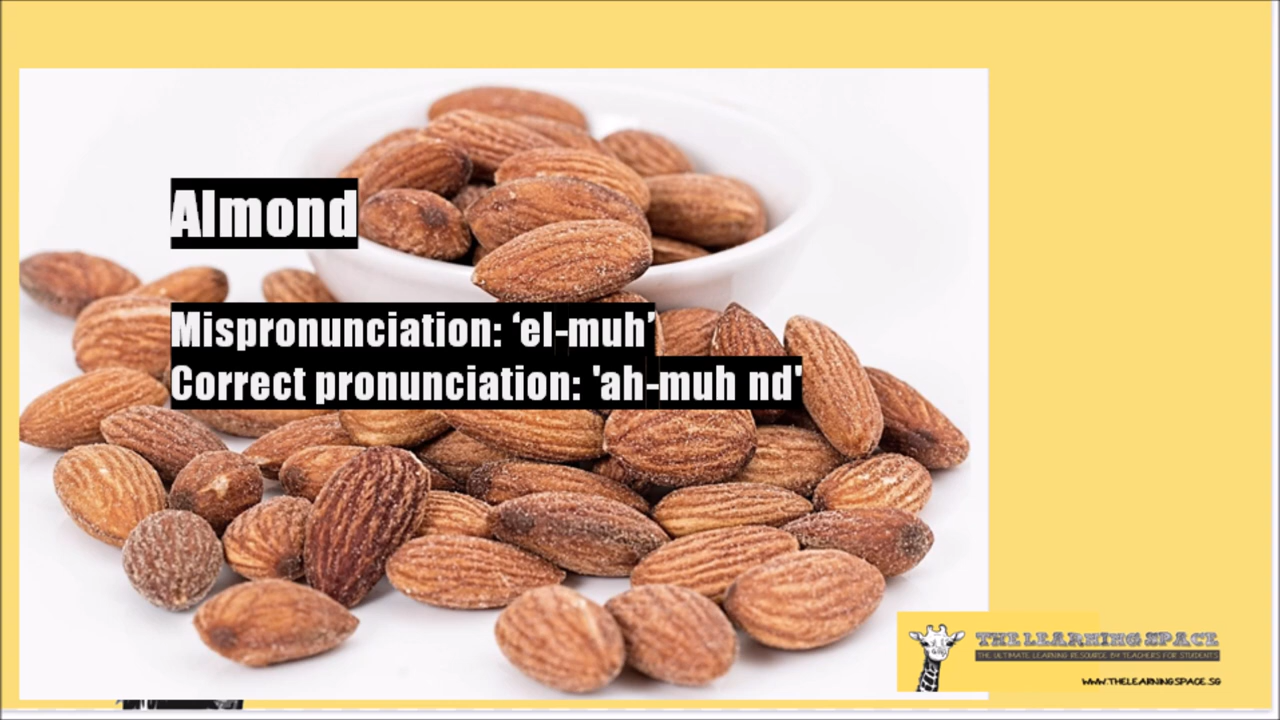 Almond
Mispronunciation: ‘el-muh’
Correct pronunciation: 'ah-muh nd'
THE LEARNING SPACE
THE ULTIMATE LEARNING RESOURCE BY TEACHERS FOR STUDENTS
WWW.THELEARNINGSPACE.SG